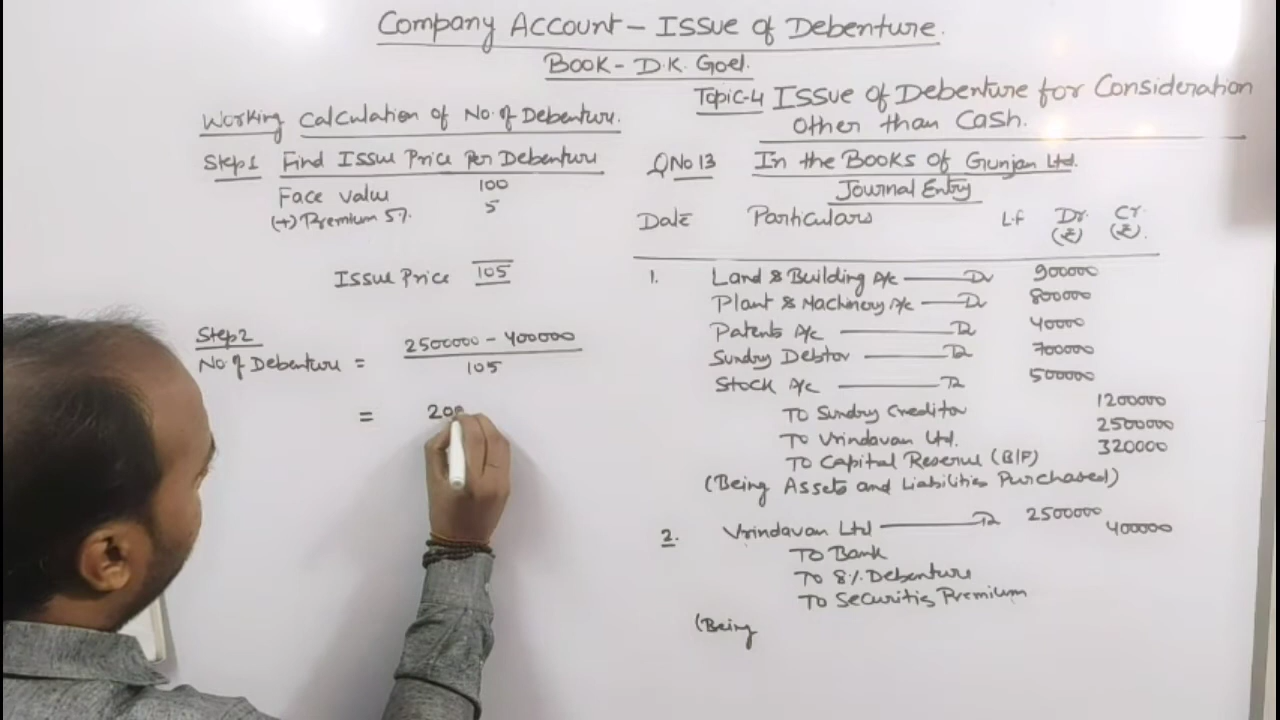 Company Account – Issue of Debenture.
Book – D.K. Goel.
Topic-4 Issue of Debenture for Consideration
Other than Cash.
Working Calculation of No. of Debenture.
Step1 Find Issue Price Per Debenture
Face value 100
(+) Premium 5% 5
Issue Price 105
Step2
No. of Debenture = 2500000 – 400000
105
= 200
QNo 13 In the Books of Gunjan Ltd.
Journal Entry
Date Particulars L.f Dr. (₹) Cr. (₹)
1. Land & Building A/c — Dr 900000
Plant & Machinery A/c — Dr 800000
Patents A/c — Dr 40000
Sundry Debtor — Dr 700000
Stock A/c — Dr 500000
To Sundry Creditor 1200000
To Vrindavan Ltd. 2500000
To Capital Reserve (B/F) 320000
(Being Assets and Liabilities Purchased)
2. Vrindavan Ltd — Dr 2500000
To Bank 400000
To 8% Debenture
To Securities Premium
(Being